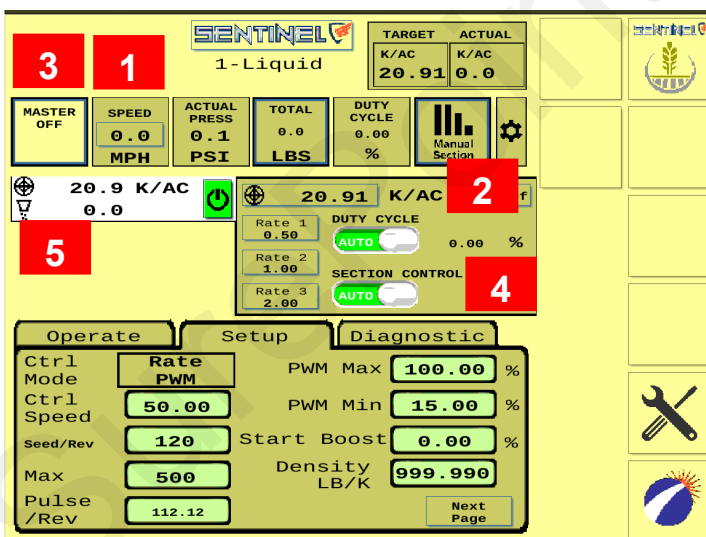 SENTINEL
1-Liquid
TARGET ACTUAL
K/AC K/AC
20.91 0.0
3
1
MASTER
OFF
SPEED
0.0
MPH
ACTUAL
PRESS
0.1
PSI
TOTAL
0.0
LBS
DUTY
CYCLE
0.00
%
Manual
Section
20.9 K/AC
0.0
5
20.91 K/AC
2
f
Rate 1
0.50
DUTY CYCLE
AUTO
0.00 %
Rate 2
1.00
SECTION CONTROL
Rate 3
2.00
AUTO
4
Operate
Setup
Diagnostic
Ctrl
Mode
Rate
PWM
PWM Max 100.00 %
Ctrl
Speed
50.00
PWM Min 15.00 %
Seed/Rev 120
Start Boost 0.00 %
Max 500
Density
LB/K
999.990
Pulse
/Rev
112.12
Next
Page
SENTINEL